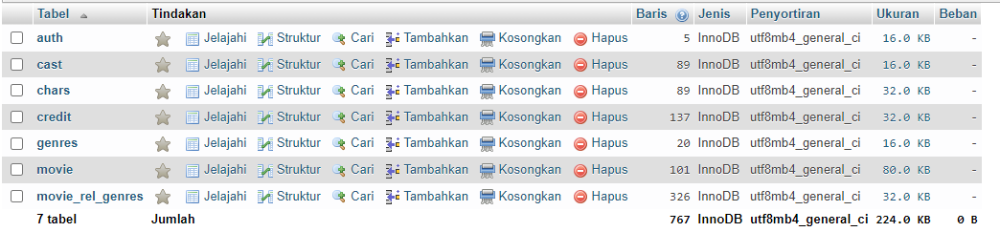 Tabel Tindakan Baris Jenis Penyortiran Ukuran Beban
auth Jelajahi Struktur Cari Tambahkan Kosongkan Hapus 5 InnoDB utf8mb4_general_ci 16.0 KB -
cast Jelajahi Struktur Cari Tambahkan Kosongkan Hapus 89 InnoDB utf8mb4_general_ci 16.0 KB -
chars Jelajahi Struktur Cari Tambahkan Kosongkan Hapus 89 InnoDB utf8mb4_general_ci 32.0 KB -
credit Jelajahi Struktur Cari Tambahkan Kosongkan Hapus 137 InnoDB utf8mb4_general_ci 32.0 KB -
genres Jelajahi Struktur Cari Tambahkan Kosongkan Hapus 20 InnoDB utf8mb4_general_ci 16.0 KB -
movie Jelajahi Struktur Cari Tambahkan Kosongkan Hapus 101 InnoDB utf8mb4_general_ci 80.0 KB -
movie_rel_genres Jelajahi Struktur Cari Tambahkan Kosongkan Hapus 326 InnoDB utf8mb4_general_ci 32.0 KB -
7 tabel Jumlah 767 InnoDB utf8mb4_general_ci 224.0 KB 0 B